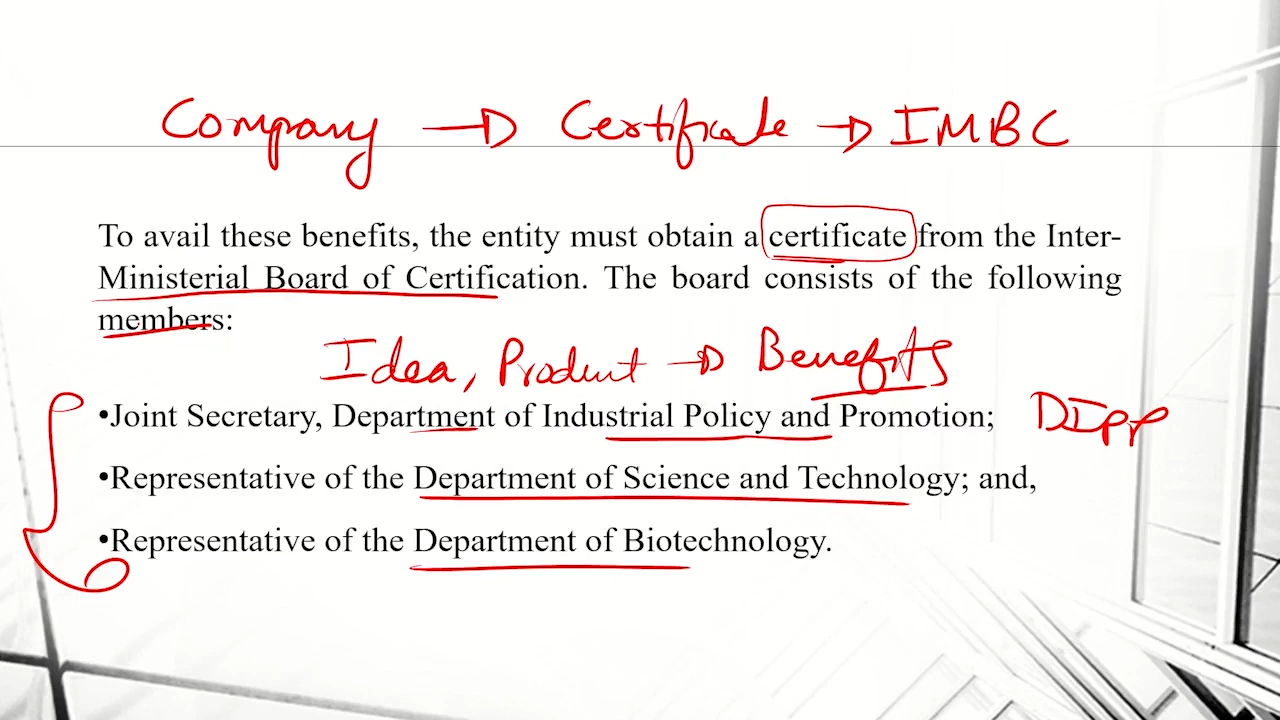 Company → Certificate → IMBC
To avail these benefits, the entity must obtain a certificate from the Inter-
Ministerial Board of Certification. The board consists of the following
members:
Idea, Product → Benefits
•Joint Secretary, Department of Industrial Policy and Promotion; DIPP
•Representative of the Department of Science and Technology; and,
•Representative of the Department of Biotechnology.